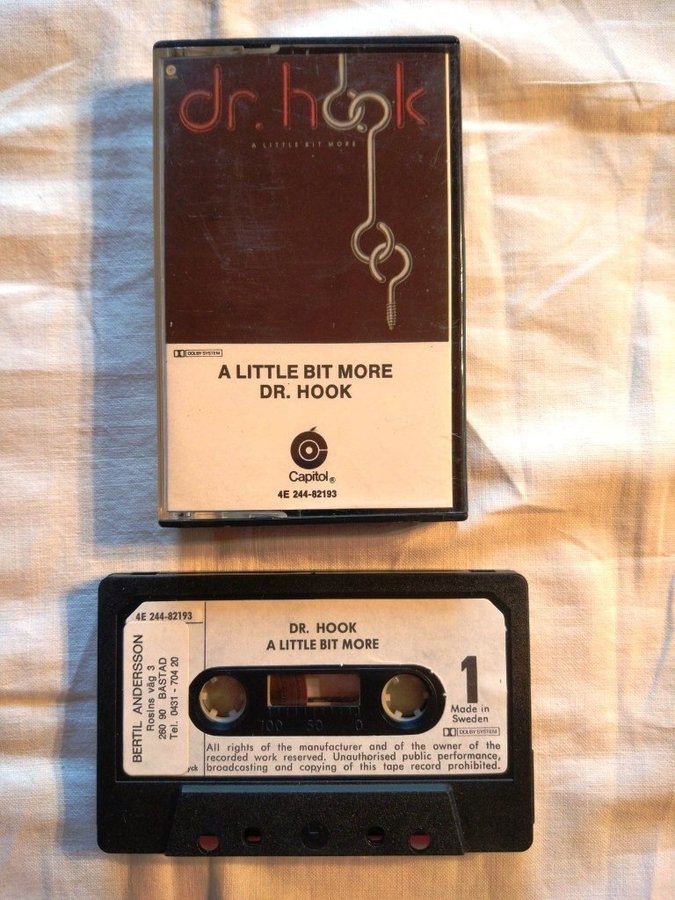 dr. hook
A LITTLE BIT MORE
DOLBY SYSTEM
A LITTLE BIT MORE
DR. HOOK
Capitol®
4E 244-82193
4E 244-82193
BERTIL ANDERSSON
Rosins väg 3
260 90 BÅSTAD
Tel. 0431 - 704 20
yck
DR. HOOK
A LITTLE BIT MORE
1
Made in
Sweden
100 50 0
DOLBY SYSTEM
All rights of the manufacturer and of the owner of the
recorded work reserved. Unauthorised public performance,
broadcasting and copying of this tape record prohibited.